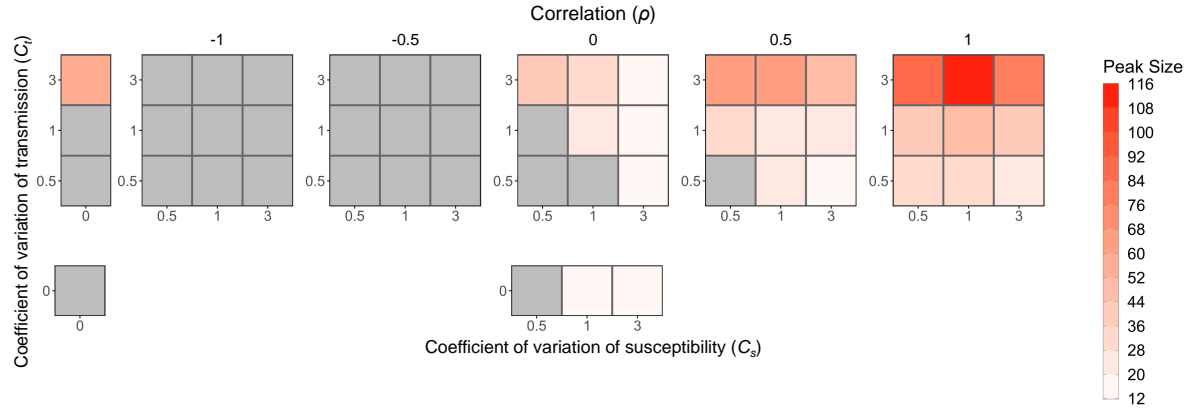 Correlation (ρ)
-1 -0.5 0 0.5 1
Coefficient of variation of transmission (Cₜ)
3 3 3 3 3 3
1 1 1 1 1 1
0.5 0.5 0.5 0.5 0.5 0.5
0 0.5 1 3 0.5 1 3 0.5 1 3 0.5 1 3 0.5 1 3
0 0
0 0.5 1 3
Coefficient of variation of susceptibility (Cₛ)
Peak Size
116
108
100
92
84
76
68
60
52
44
36
28
20
12